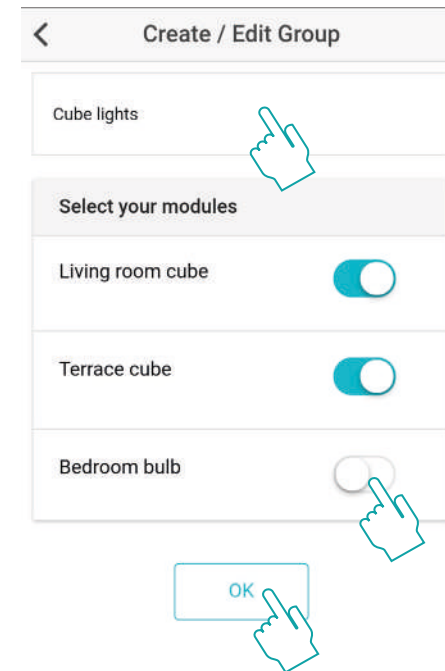 Create / Edit Group
Cube lights
Select your modules
Living room cube
Terrace cube
Bedroom bulb
OK